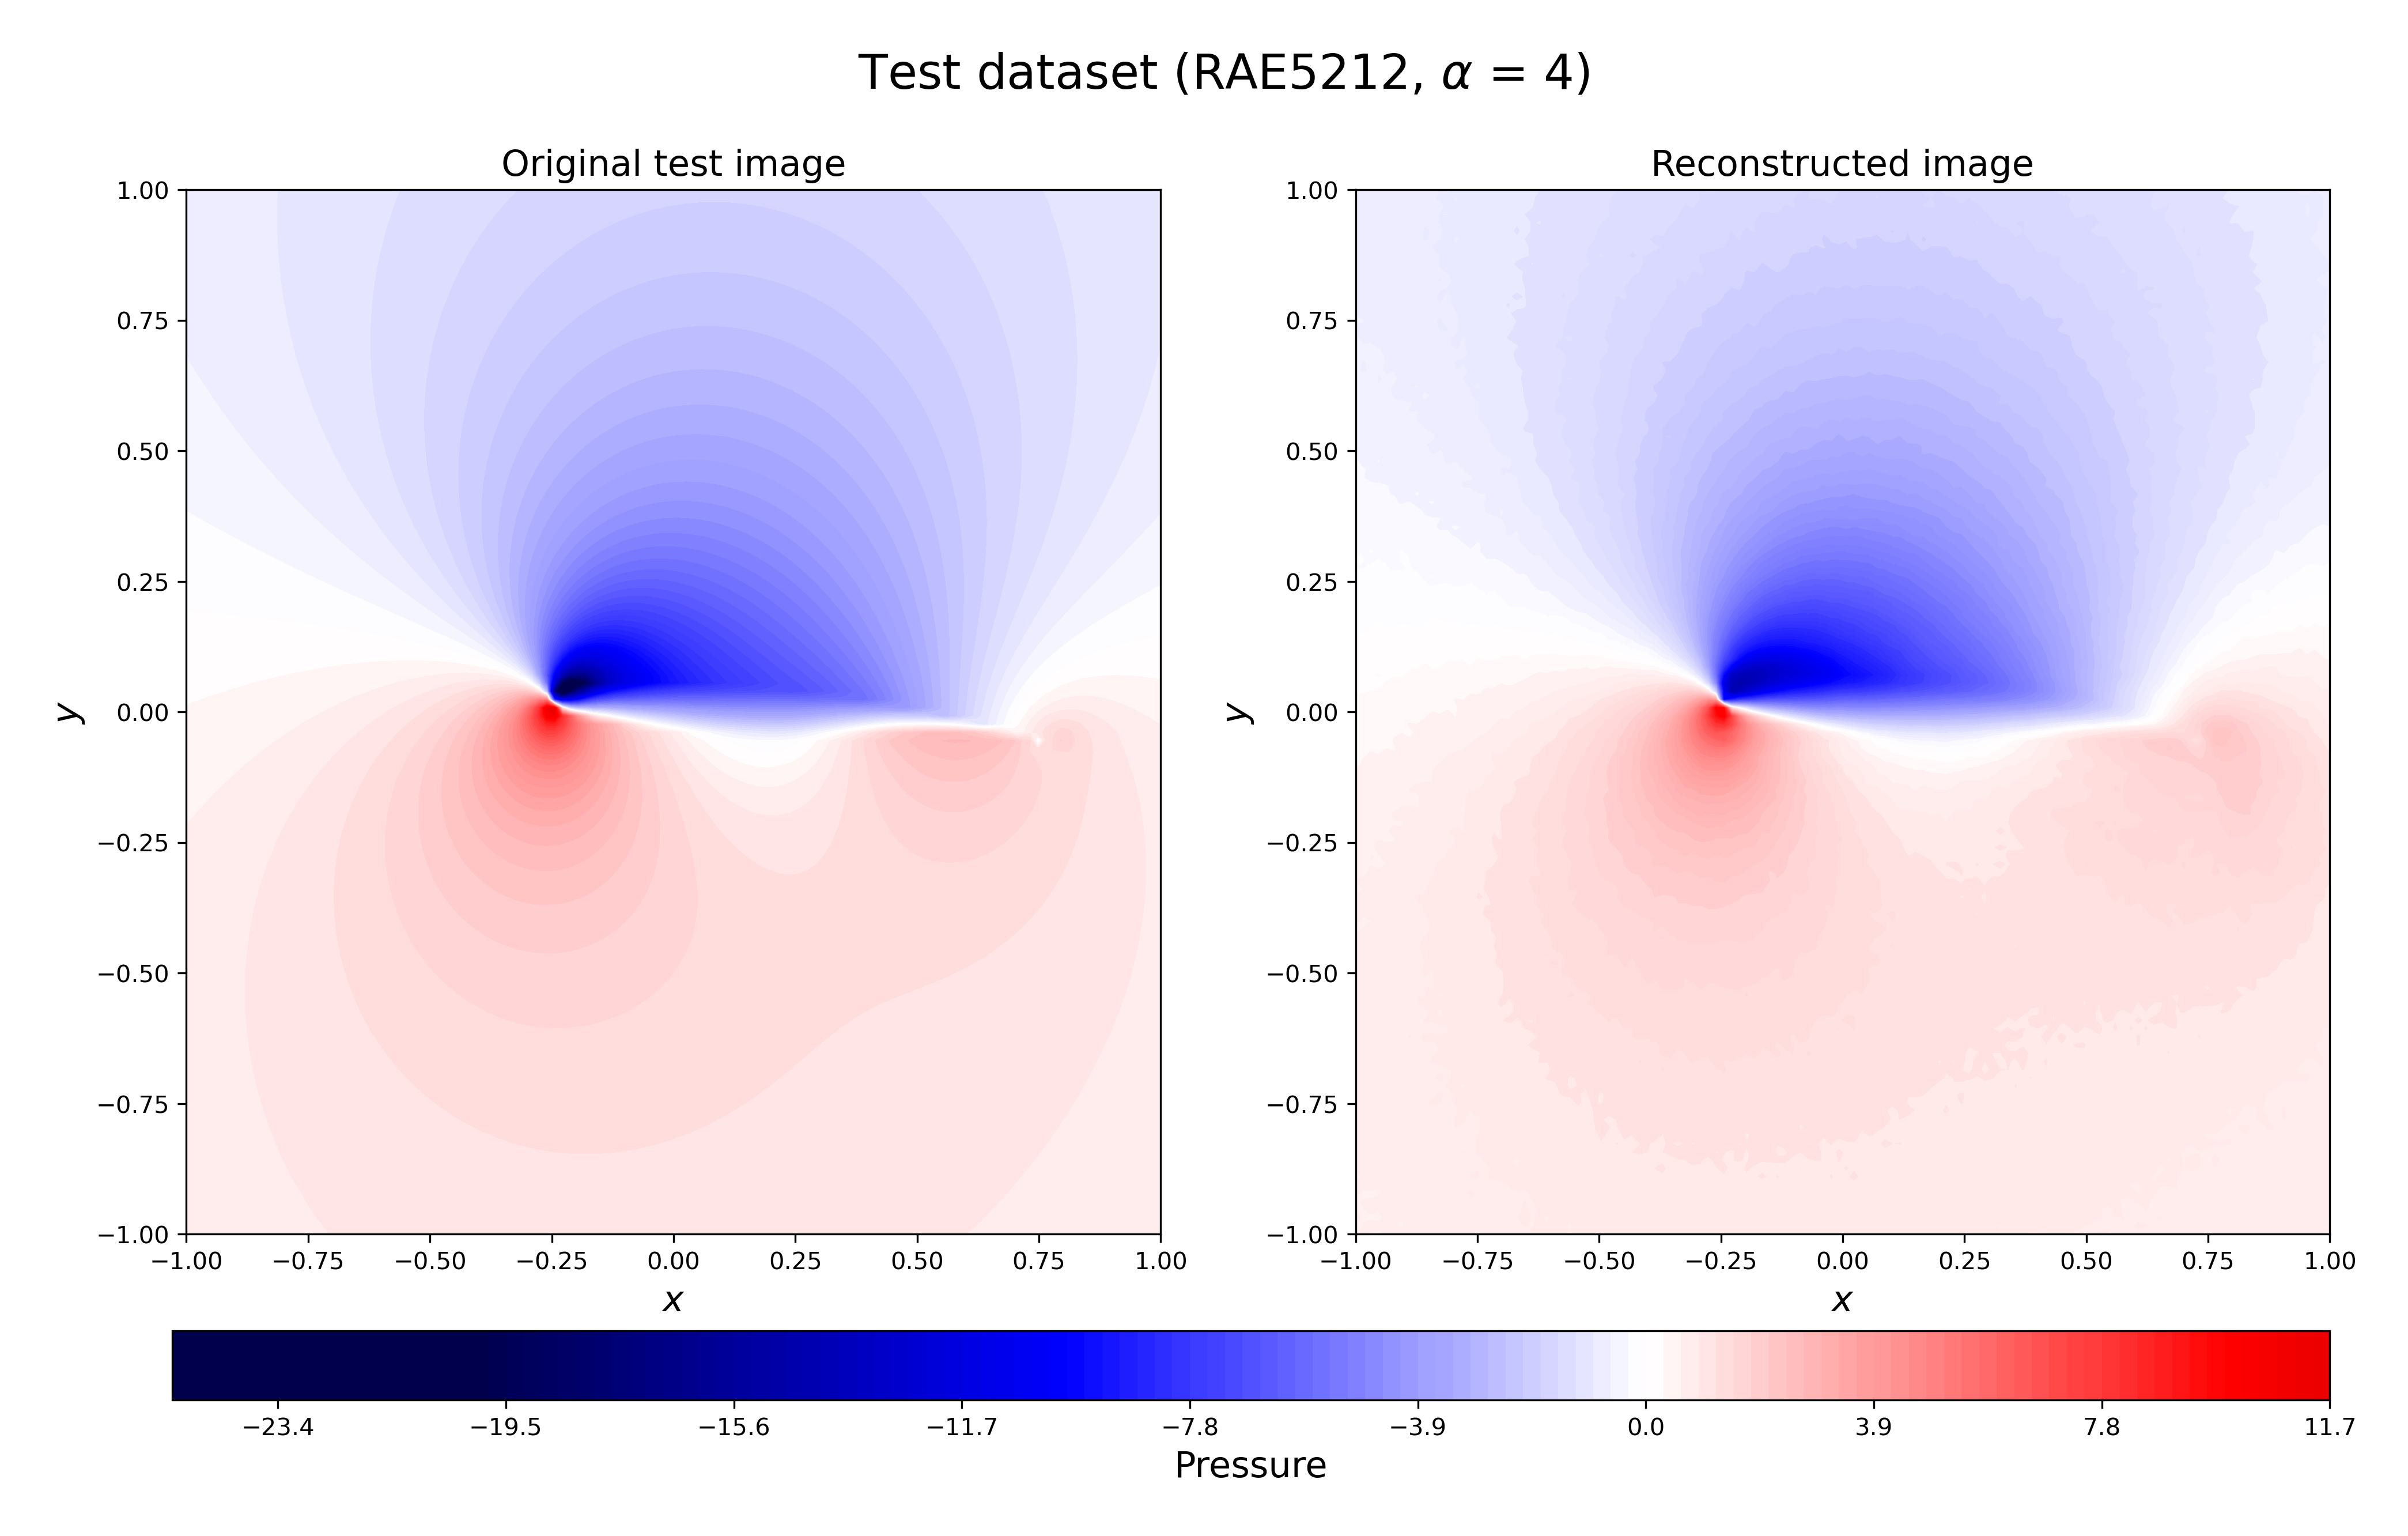 Test dataset (RAE5212, α = 4)
Original test image
Reconstructed image
1.00
0.75
0.50
0.25
0.00
−0.25
−0.50
−0.75
−1.00
y
−1.00 −0.75 −0.50 −0.25 0.00 0.25 0.50 0.75 1.00
x
1.00
0.75
0.50
0.25
0.00
−0.25
−0.50
−0.75
−1.00
y
−1.00 −0.75 −0.50 −0.25 0.00 0.25 0.50 0.75 1.00
x
−23.4 −19.5 −15.6 −11.7 −7.8 −3.9 0.0 3.9 7.8 11.7
Pressure